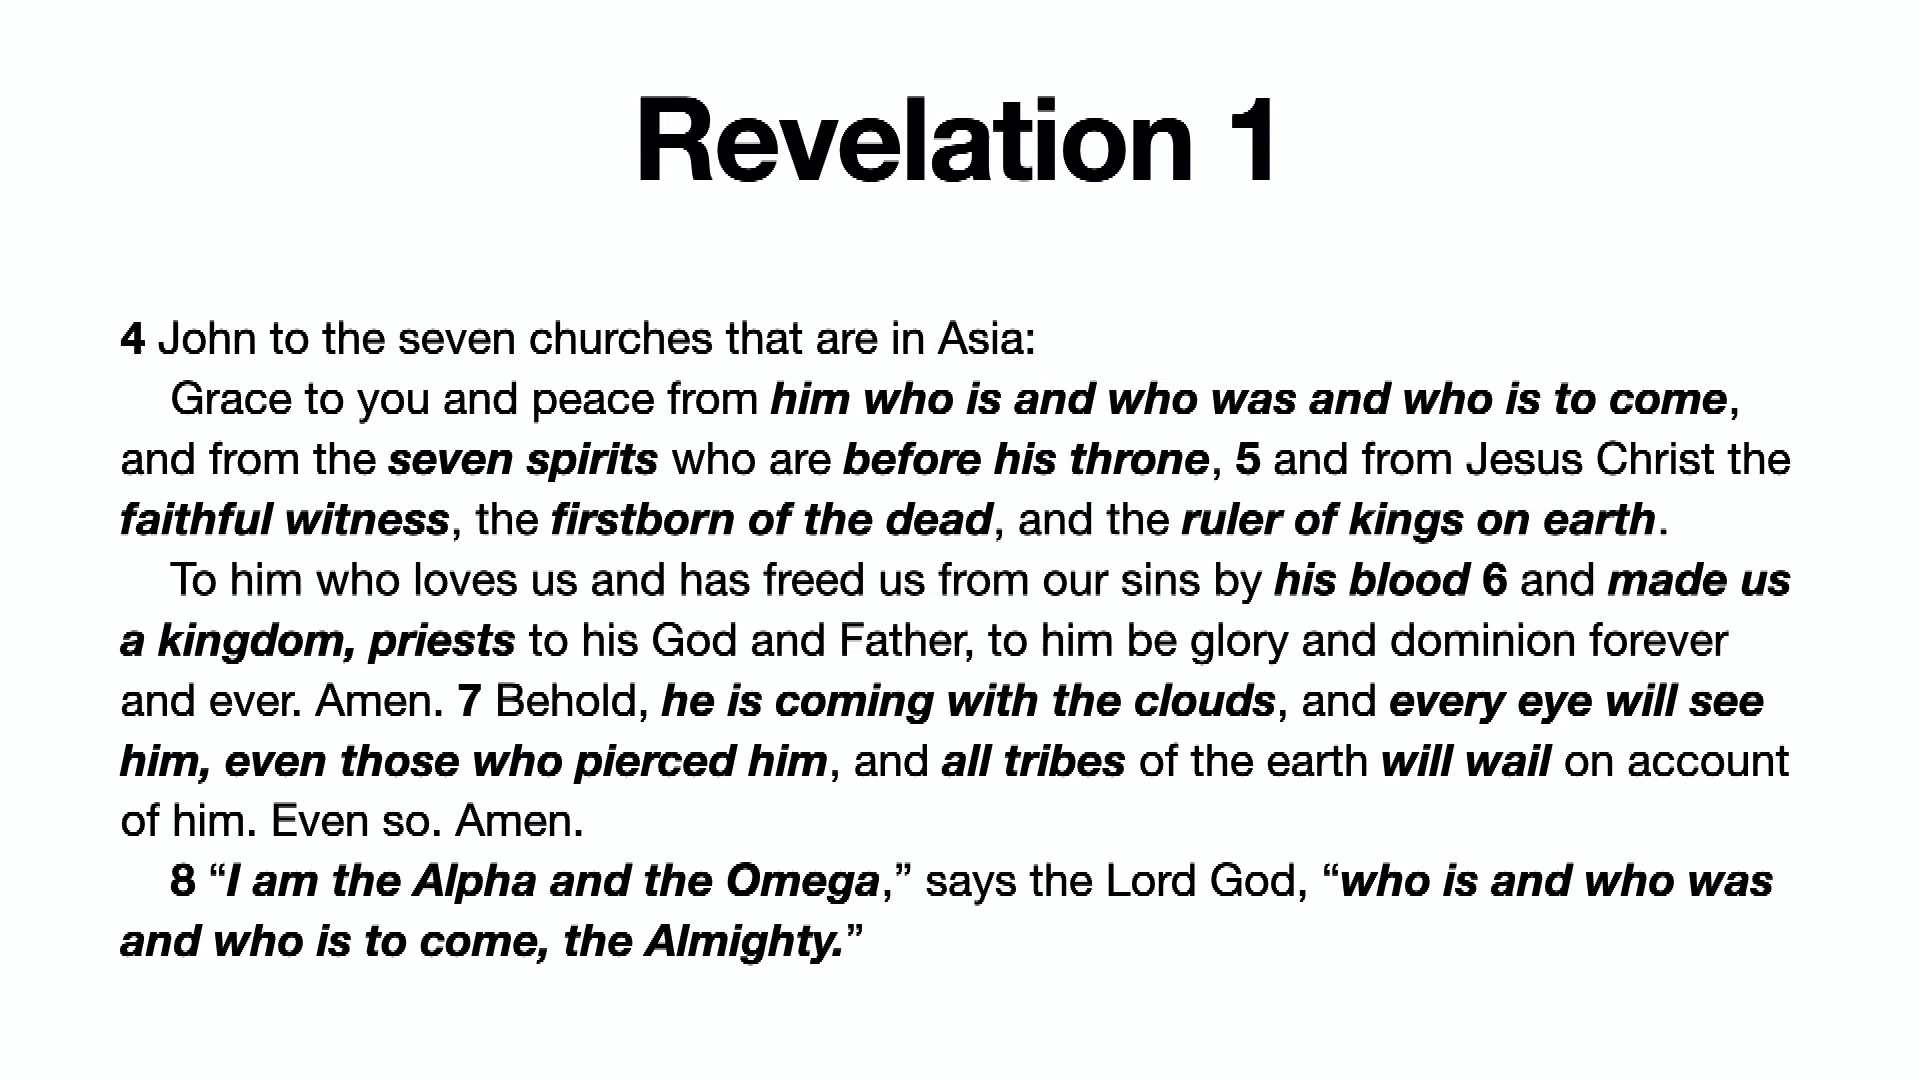 Revelation 1
4 John to the seven churches that are in Asia:
Grace to you and peace from him who is and who was and who is to come,
and from the seven spirits who are before his throne, 5 and from Jesus Christ the
faithful witness, the firstborn of the dead, and the ruler of kings on earth.
To him who loves us and has freed us from our sins by his blood 6 and made us
a kingdom, priests to his God and Father, to him be glory and dominion forever
and ever. Amen. 7 Behold, he is coming with the clouds, and every eye will see
him, even those who pierced him, and all tribes of the earth will wail on account
of him. Even so. Amen.
8 “I am the Alpha and the Omega,” says the Lord God, “who is and who was
and who is to come, the Almighty.”